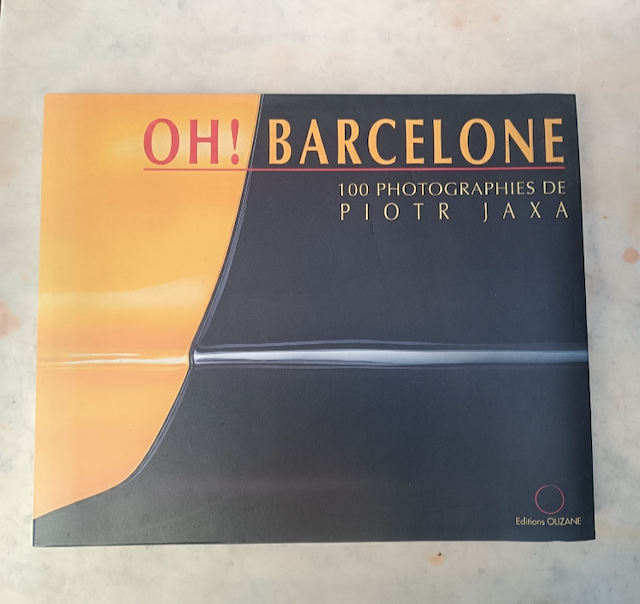 OH! BARCELONE
100 PHOTOGRAPHIES DE
PIOTR JAXA
Editions OLIZANE